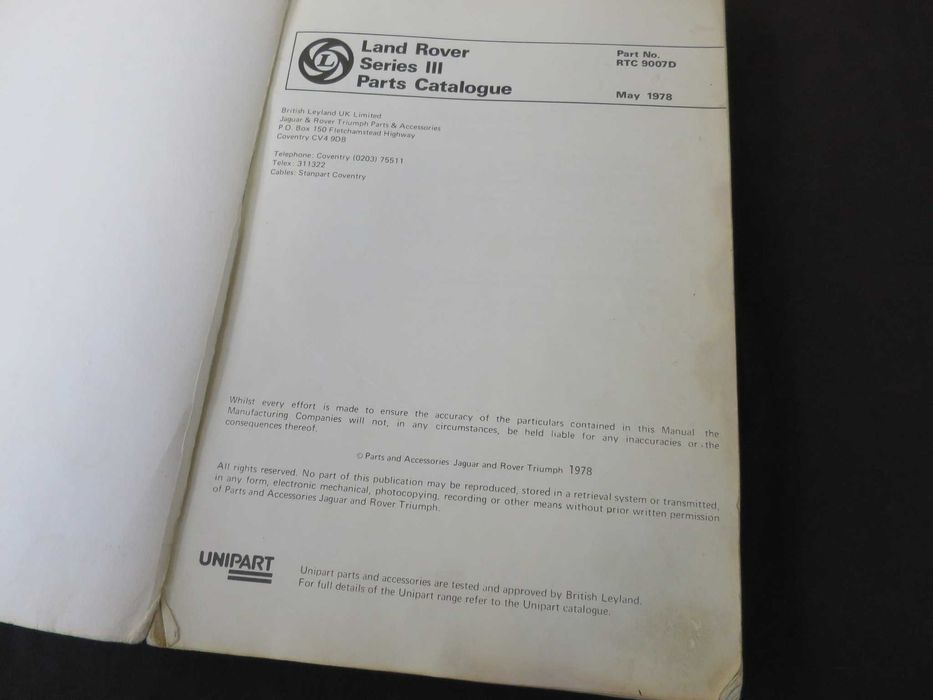 L
Land Rover
Series III
Parts Catalogue
Part No.
RTC 9007D
May 1978
British Leyland UK Limited
Jaguar & Rover Triumph Parts & Accessories
P.O. Box 150 Fletchamstead Highway
Coventry CV4 9DB
Telephone: Coventry (0203) 75511
Telex: 311322
Cables: Stanpart Coventry
Whilst every effort is made to ensure the accuracy of the particulars contained in this Manual the
Manufacturing Companies will not, in any circumstances, be held liable for any inaccuracies or the
consequences thereof.
© Parts and Accessories Jaguar and Rover Triumph 1978
All rights reserved. No part of this publication may be reproduced, stored in a retrieval system or transmitted,
in any form, electronic mechanical, photocopying, recording or other means without prior written permission
of Parts and Accessories Jaguar and Rover Triumph.
UNIPART
Unipart parts and accessories are tested and approved by British Leyland.
For full details of the Unipart range refer to the Unipart catalogue.